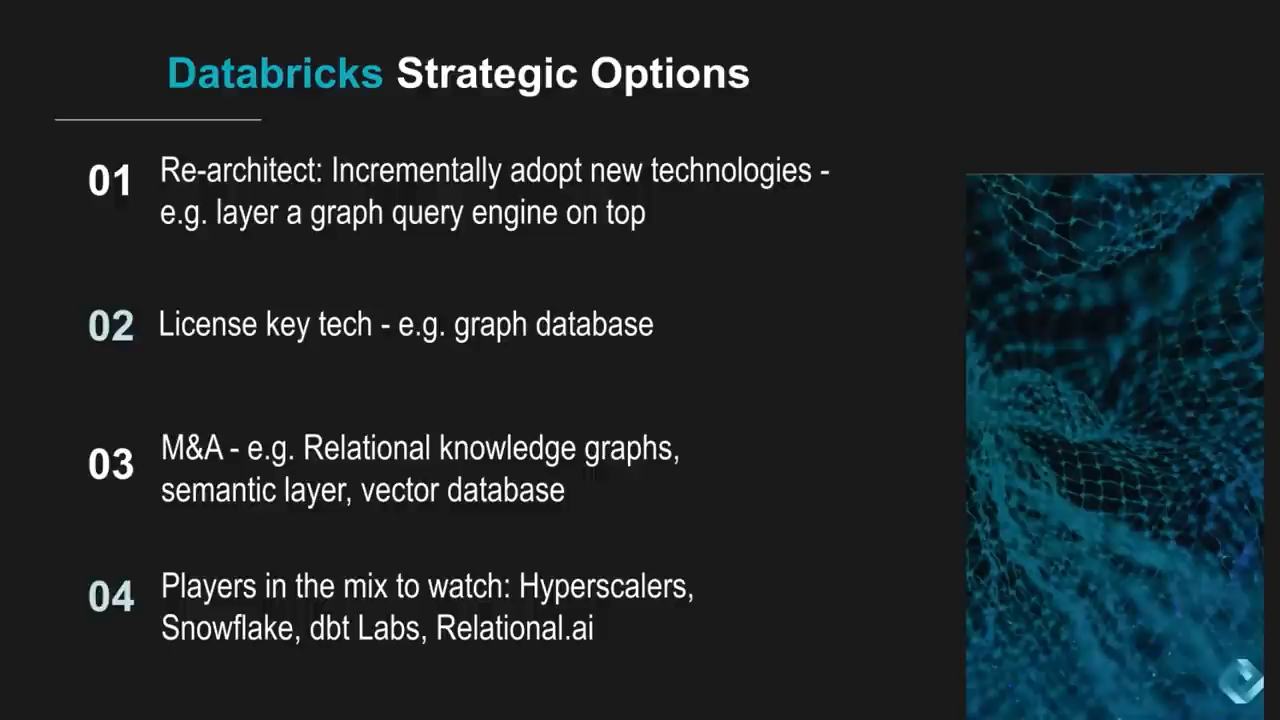 Databricks Strategic Options
01 Re-architect: Incrementally adopt new technologies -
e.g. layer a graph query engine on top
02 License key tech - e.g. graph database
03 M&A - e.g. Relational knowledge graphs,
semantic layer, vector database
04 Players in the mix to watch: Hyperscalers,
Snowflake, dbt Labs, Relational.ai